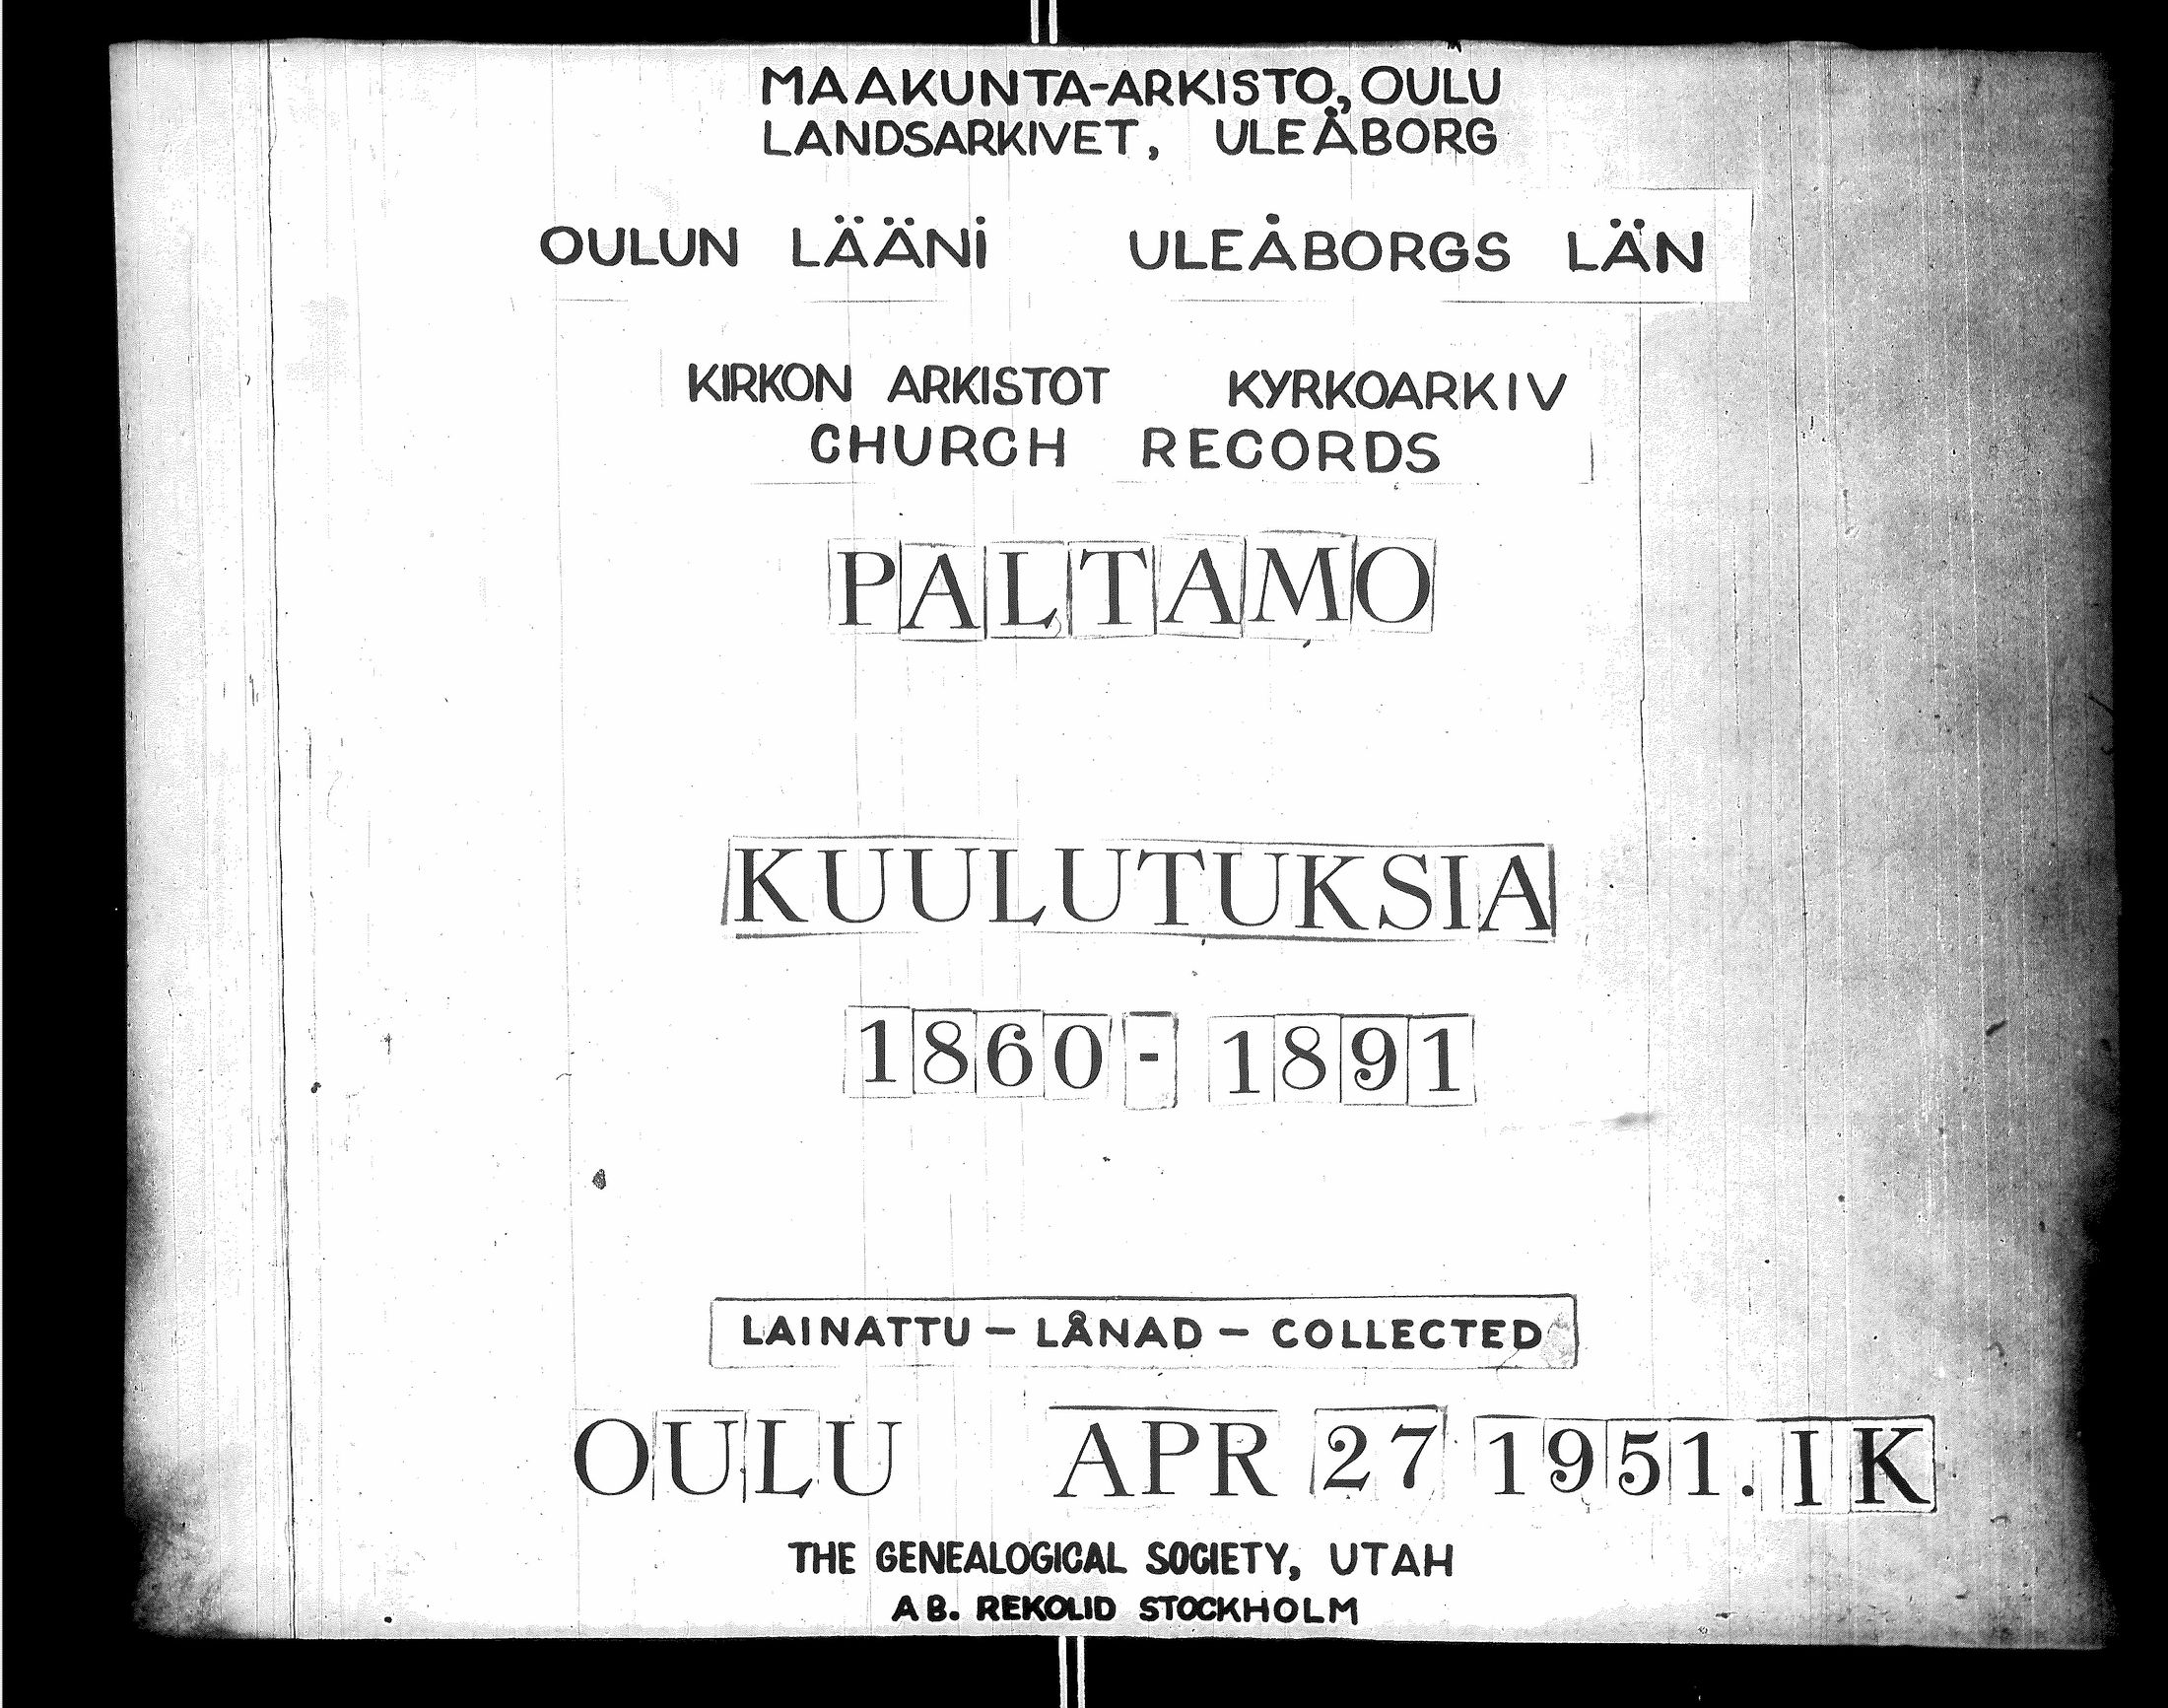 MAAKUNTA-ARKISTO, OULU
LANDSARKIVET, ULEÅBORG
OULUN LÄÄNI ULEÅBORGS LÄN
KIRKON ARKISTOT KYRKOARKIV
CHURCH RECORDS
PALTAMO
KUULUTUKSIA
1860-1891
LAINATTU – LÅNAD – COLLECTED
OULU APR 27 1951. IK
THE GENEALOGICAL SOCIETY, UTAH
AB. REKOLID STOCKHOLM